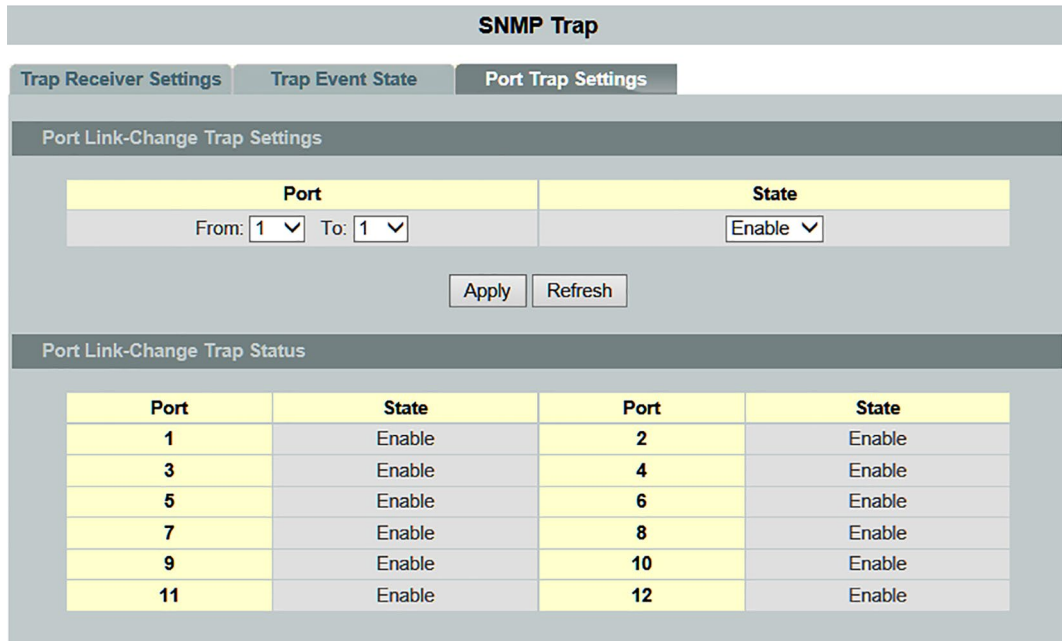 SNMP Trap
Trap Receiver Settings Trap Event State Port Trap Settings
Port Link-Change Trap Settings
Port State
From: 1 To: 1 Enable
Apply Refresh
Port Link-Change Trap Status
Port State Port State
1 Enable 2 Enable
3 Enable 4 Enable
5 Enable 6 Enable
7 Enable 8 Enable
9 Enable 10 Enable
11 Enable 12 Enable